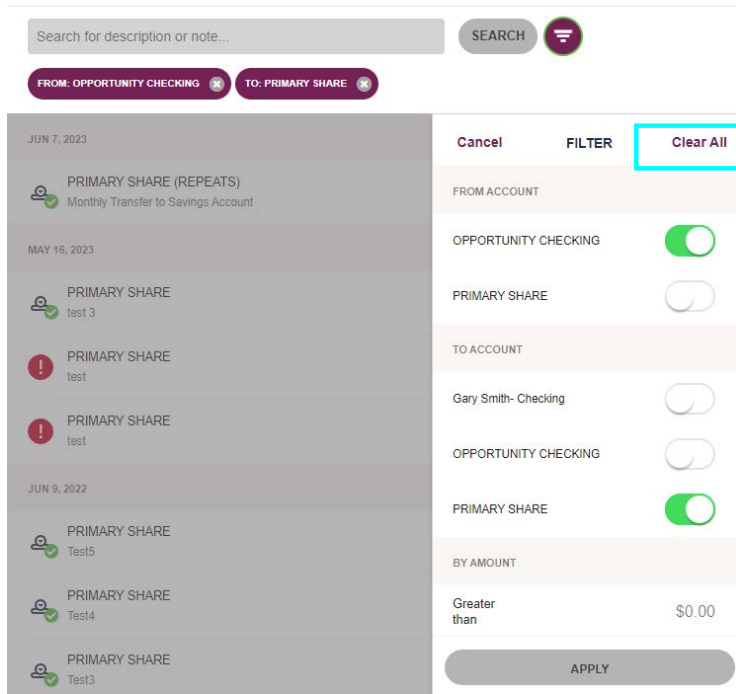 Search for description or note...
SEARCH
FROM: OPPORTUNITY CHECKING
TO: PRIMARY SHARE
JUN 7, 2023
PRIMARY SHARE (REPEATS)
Monthly Transfer to Savings Account
MAY 16, 2023
PRIMARY SHARE
test 3
PRIMARY SHARE
test
PRIMARY SHARE
test
JUN 9, 2022
PRIMARY SHARE
Test5
PRIMARY SHARE
Test4
PRIMARY SHARE
Test3
Cancel
FILTER
Clear All
FROM ACCOUNT
OPPORTUNITY CHECKING
PRIMARY SHARE
TO ACCOUNT
Gary Smith- Checking
OPPORTUNITY CHECKING
PRIMARY SHARE
BY AMOUNT
Greater
than
$0.00
APPLY